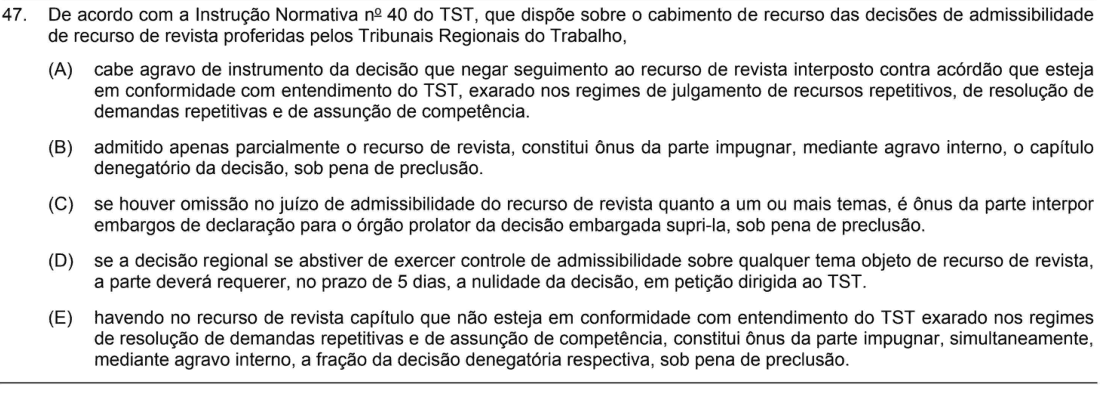 47. De acordo com a Instrução Normativa nº 40 do TST, que dispõe sobre o cabimento de recurso das decisões de admissibilidade
de recurso de revista proferidas pelos Tribunais Regionais do Trabalho,
(A) cabe agravo de instrumento da decisão que negar seguimento ao recurso de revista interposto contra acórdão que esteja
em conformidade com entendimento do TST, exarado nos regimes de julgamento de recursos repetitivos, de resolução de
demandas repetitivas e de assunção de competência.
(B) admitido apenas parcialmente o recurso de revista, constitui ônus da parte impugnar, mediante agravo interno, o capítulo
denegatório da decisão, sob pena de preclusão.
(C) se houver omissão no juízo de admissibilidade do recurso de revista quanto a um ou mais temas, é ônus da parte interpor
embargos de declaração para o órgão prolator da decisão embargada supri-la, sob pena de preclusão.
(D) se a decisão regional se abstiver de exercer controle de admissibilidade sobre qualquer tema objeto de recurso de revista,
a parte deverá requerer, no prazo de 5 dias, a nulidade da decisão, em petição dirigida ao TST.
(E) havendo no recurso de revista capítulo que não esteja em conformidade com entendimento do TST exarado nos regimes
de resolução de demandas repetitivas e de assunção de competência, constitui ônus da parte impugnar, simultaneamente,
mediante agravo interno, a fração da decisão denegatória respectiva, sob pena de preclusão.